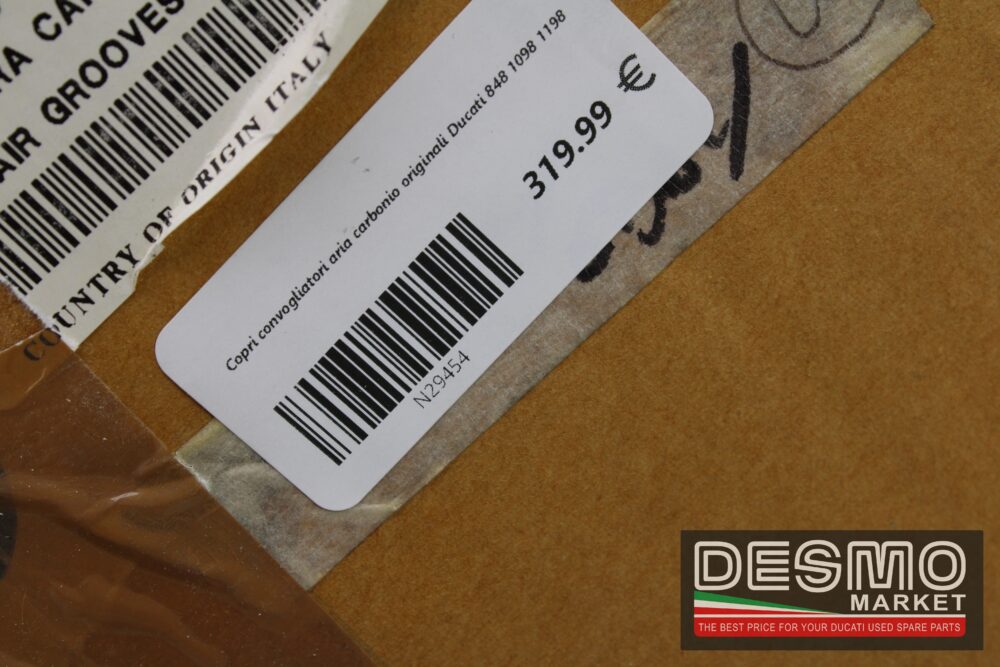 AIR GROOVES
COUNTRY OF ORIGIN ITALY
Copri convogliatori aria carbonio originali Ducati 848 1098 1198
319.99 €
N29454
DESMO
MARKET
THE BEST PRICE FOR YOUR DUCATI USED SPARE PARTS